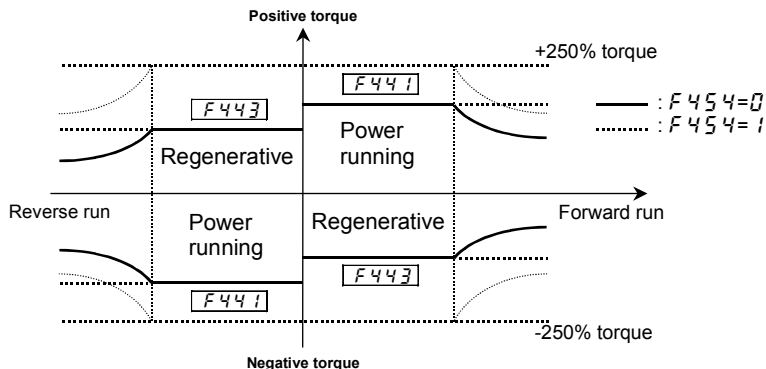 Positive torque
+250% torque
F441
F443
: F454=0
: F454=1
Power
running
Regenerative
Reverse run
Forward run
Power
running
Regenerative
F443
F441
-250% torque
Negative torque